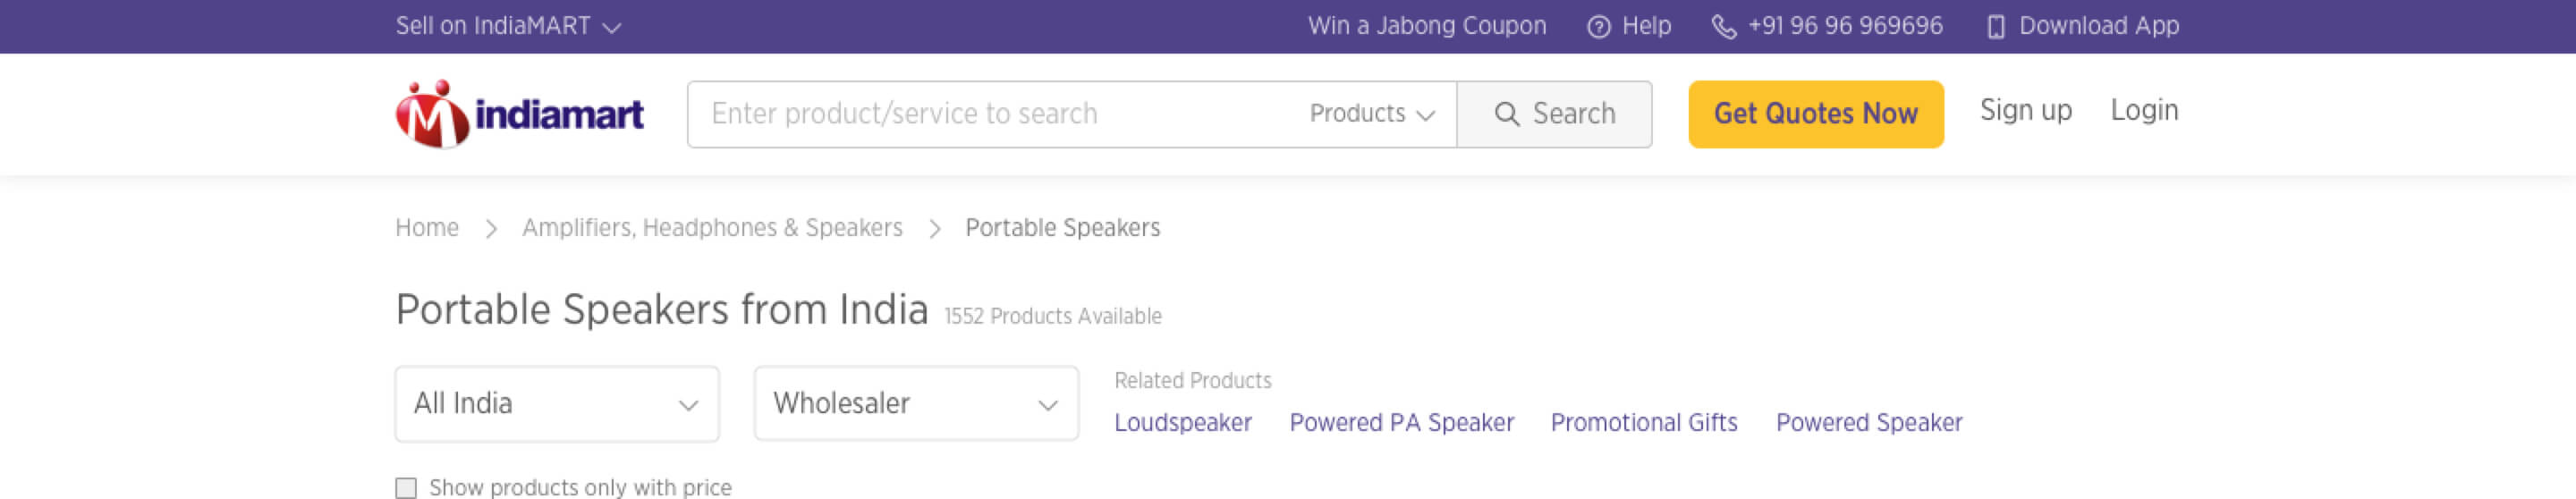 Sell on IndiaMART Win a Jabong Coupon Help +91 96 96 969696 Download App
indiamart Enter product/service to search Products Search Get Quotes Now Sign up Login
Home > Amplifiers, Headphones & Speakers > Portable Speakers
Portable Speakers from India 1552 Products Available
All India Wholesaler Related Products
Loudspeaker Powered PA Speaker Promotional Gifts Powered Speaker
Show products only with price